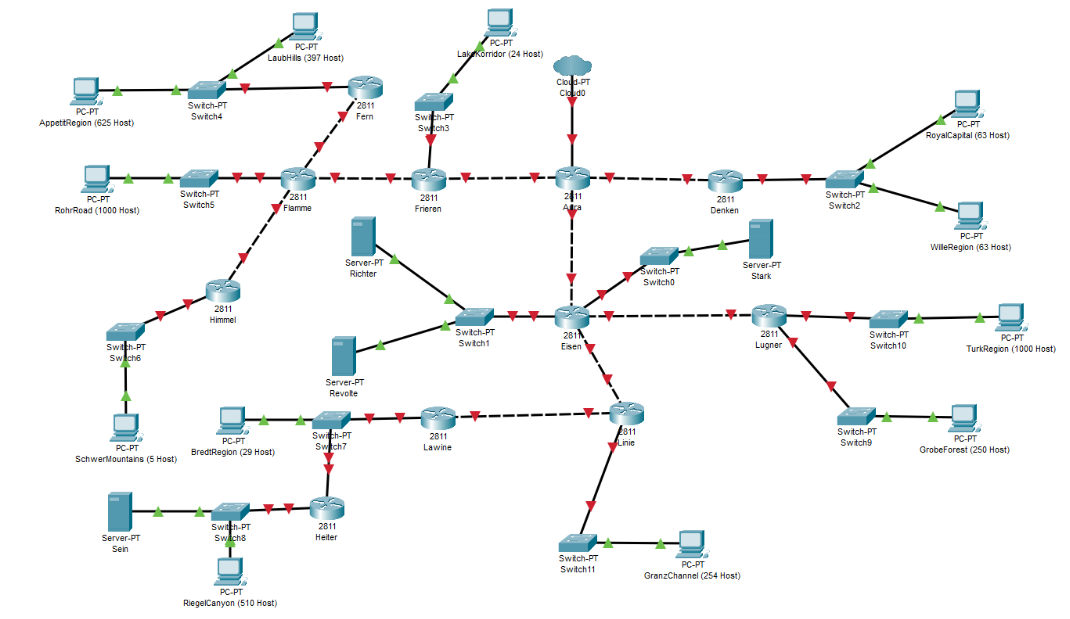 PC-PT
LaubHills (397 Host)
PC-PT
LakeKorridor (24 Host)
Cloud-PT
Cloud0
PC-PT
AppetitRegion (625 Host)
Switch-PT
Switch4
2811
Fern
Switch-PT
Switch3
PC-PT
RoyalCapital (63 Host)
PC-PT
RohrRoad (1000 Host)
Switch-PT
Switch5
2811
Flamme
2811
Frieren
2811
Aura
2811
Denken
Switch-PT
Switch2
PC-PT
WilleRegion (63 Host)
Server-PT
Richter
Switch-PT
Switch0
Server-PT
Stark
2811
Himmel
Switch-PT
Switch6
Switch-PT
Switch1
2811
Eisen
2811
Lugner
Switch-PT
Switch10
PC-PT
TurkRegion (1000 Host)
Server-PT
Revolte
PC-PT
SchwerMountains (5 Host)
PC-PT
BredtRegion (29 Host)
Switch-PT
Switch7
2811
Lawine
2811
Linie
Switch-PT
Switch9
PC-PT
GrobeForest (250 Host)
Server-PT
Sein
Switch-PT
Switch8
2811
Heiter
PC-PT
RiegelCanyon (510 Host)
Switch-PT
Switch11
PC-PT
GranzChannel (254 Host)